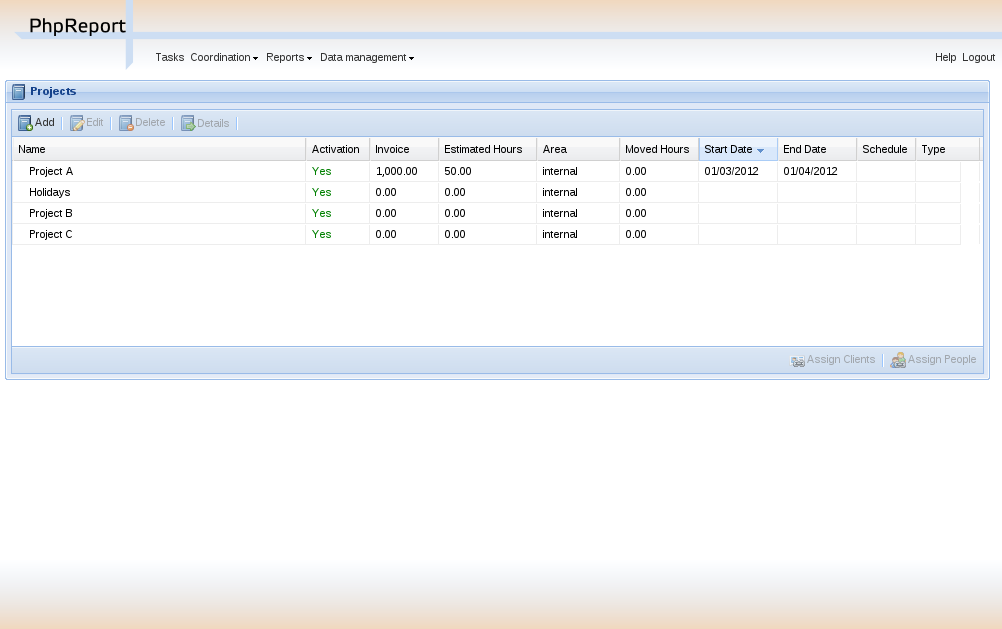 PhpReport
Tasks Coordination Reports Data management Help Logout
Projects
Add Edit Delete Details
Name Activation Invoice Estimated Hours Area Moved Hours Start Date End Date Schedule Type
Project A Yes 1,000.00 50.00 internal 0.00 01/03/2012 01/04/2012
Holidays Yes 0.00 0.00 internal 0.00
Project B Yes 0.00 0.00 internal 0.00
Project C Yes 0.00 0.00 internal 0.00
Assign Clients Assign People